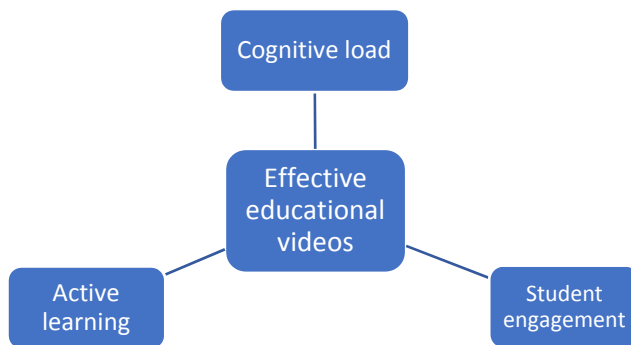 Cognitive load
Effective
educational
videos
Active
learning
Student
engagement